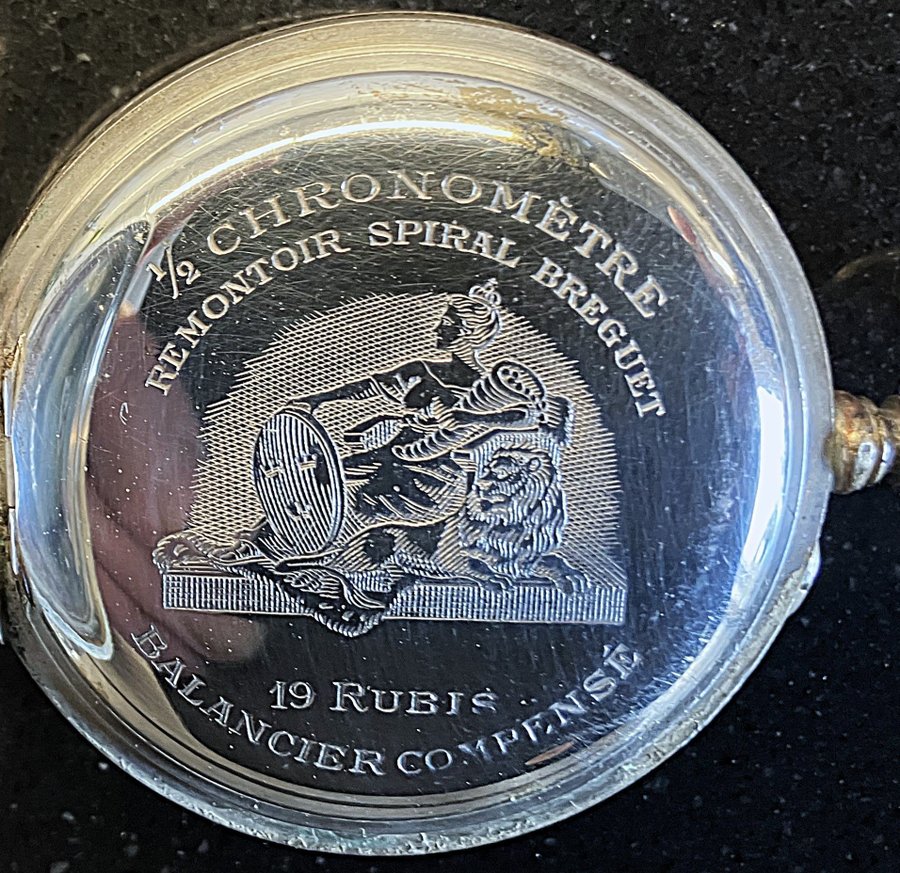 ½ CHRONOMÈTRE
REMONTOIR SPIRAL BREGUET
19 RUBIS
BALANCIER COMPENSÉ